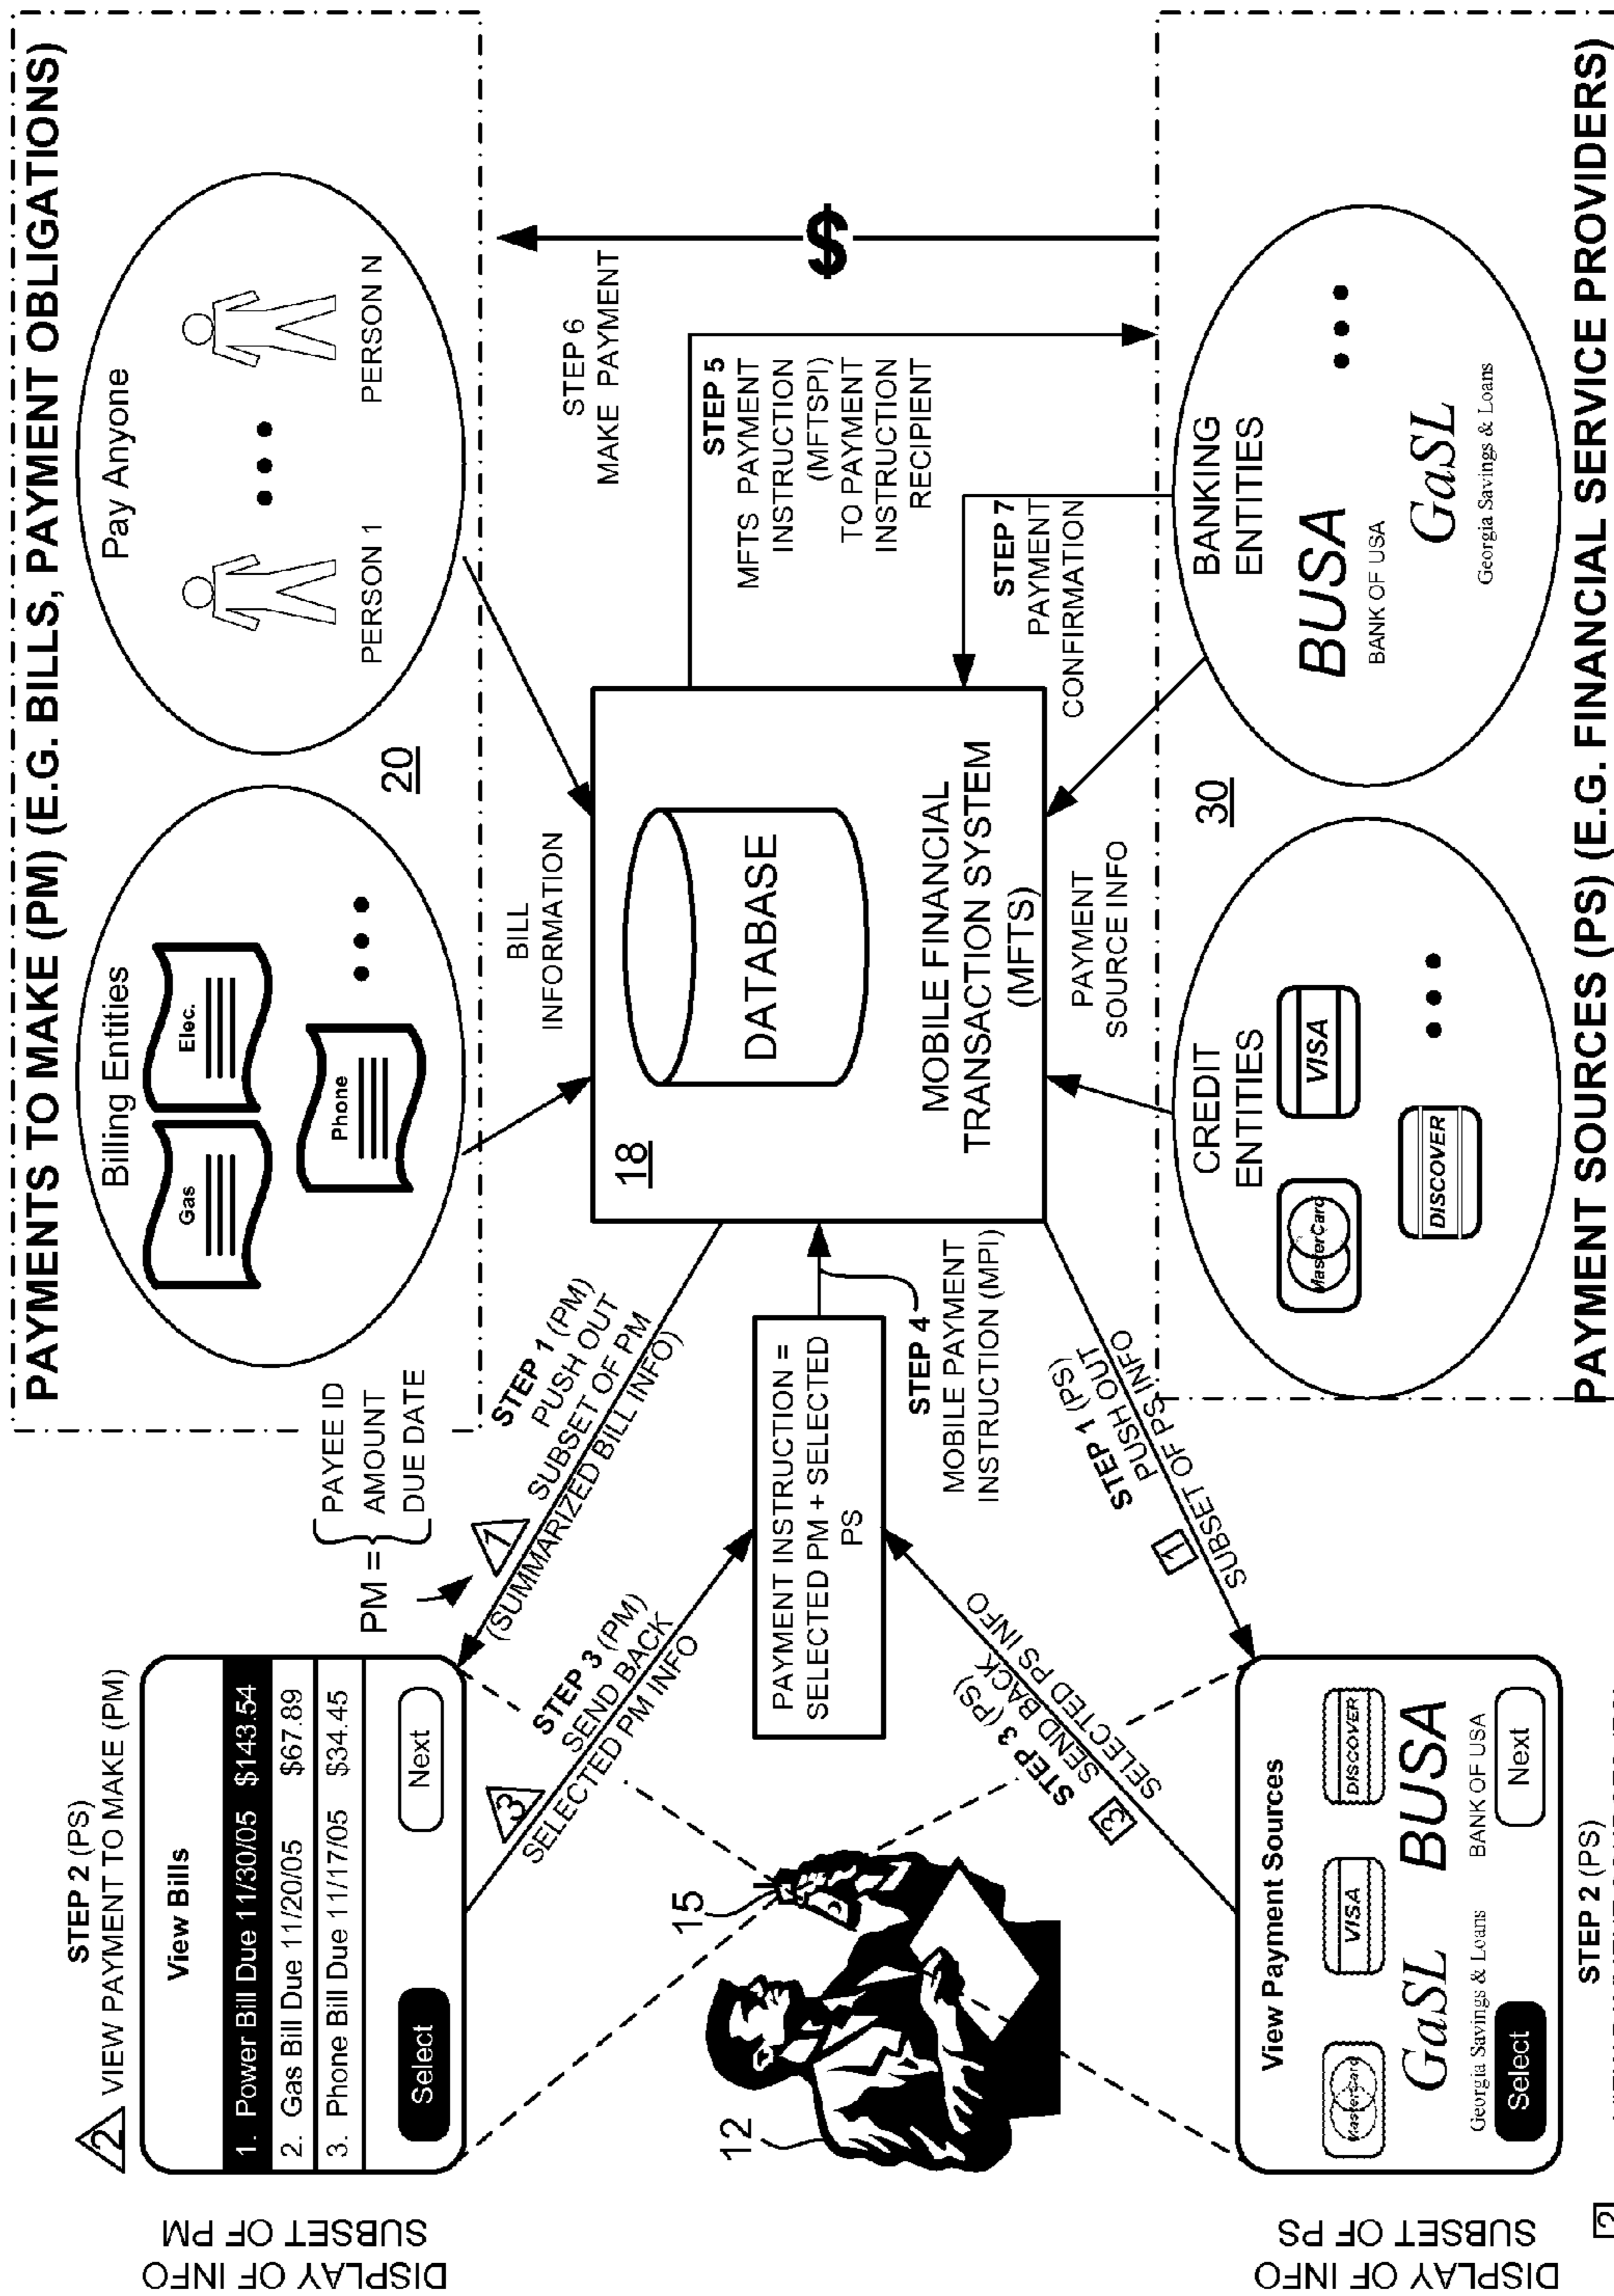 PAYMENTS TO MAKE (PM) (E.G. BILLS, PAYMENT OBLIGATIONS)
Billing Entities
Gas
Elec.
Phone
Pay Anyone
PERSON 1
PERSON N
20
STEP 2 (PS)
2 VIEW PAYMENT TO MAKE (PM)
View Bills
1. Power Bill Due 11/30/05 $143.54
2. Gas Bill Due 11/20/05 $67.89
3. Phone Bill Due 11/17/05 $34.45
Select
Next
DISPLAY OF INFO
SUBSET OF PM
PM =
PAYEE ID
AMOUNT
DUE DATE
1
STEP 1 (PM)
PUSH OUT
SUBSET OF PM
(SUMMARIZED BILL INFO)
3
STEP 3 (PM)
SEND BACK
SELECTED PM INFO
BILL
INFORMATION
STEP 6
MAKE PAYMENT
$
15
12
PAYMENT INSTRUCTION =
SELECTED PM + SELECTED
PS
STEP 4
MOBILE PAYMENT
INSTRUCTION (MPI)
18
DATABASE
MOBILE FINANCIAL
TRANSACTION SYSTEM
(MFTS)
STEP 5
MFTS PAYMENT
INSTRUCTION
(MFTSPI)
TO PAYMENT
INSTRUCTION
RECIPIENT
STEP 7
PAYMENT
CONFIRMATION
3
STEP 3 (PS)
SEND BACK
SELECTED PS INFO
1
STEP 1 (PS)
PUSH OUT
SUBSET OF PS INFO
PAYMENT
SOURCE INFO
View Payment Sources
MasterCard
VISA
DISCOVER
GaSL
Georgia Savings & Loans
BUSA
BANK OF USA
Select
Next
DISPLAY OF INFO
SUBSET OF PS
STEP 2 (PS)
CREDIT
ENTITIES
MasterCard
VISA
DISCOVER
30
BANKING
ENTITIES
BUSA
BANK OF USA
GaSL
Georgia Savings & Loans
PAYMENT SOURCES (PS) (E.G. FINANCIAL SERVICE PROVIDERS)